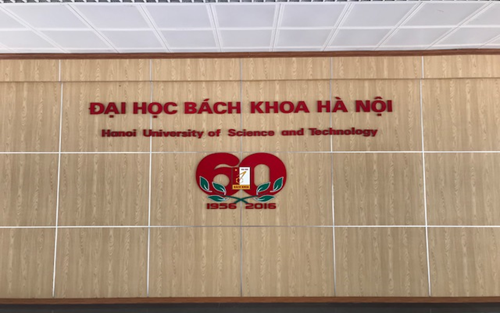 ĐẠI HỌC BÁCH KHOA HÀ NỘI
Hanoi University of Science and Technology
60
1956 2016